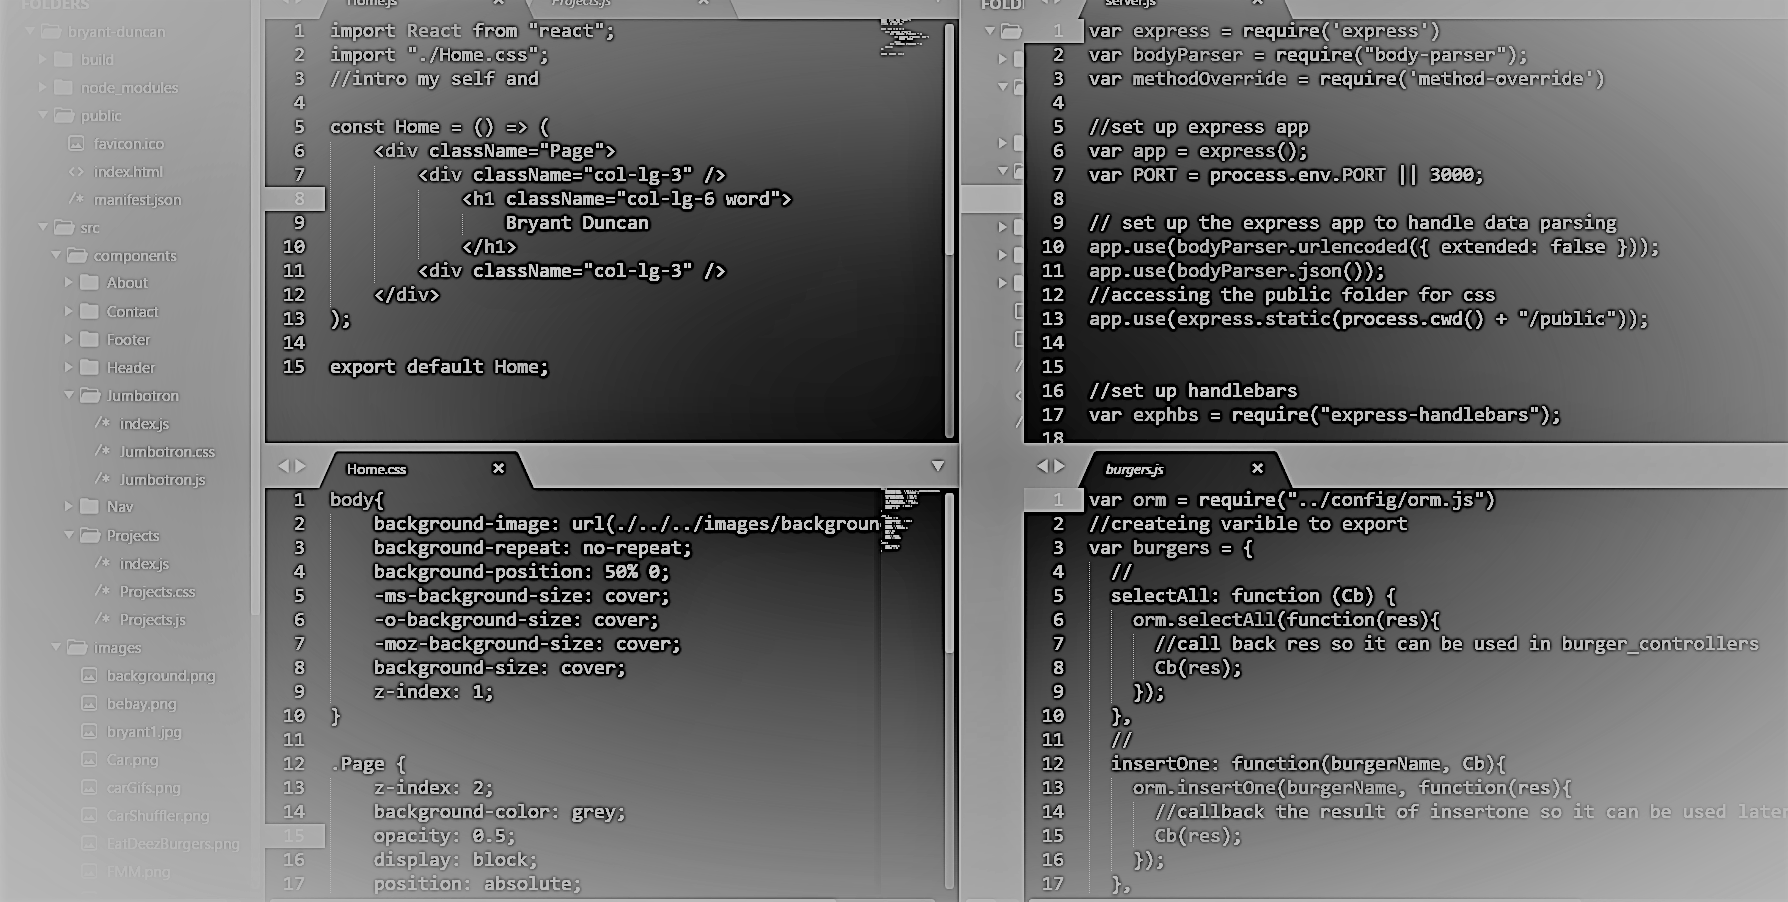 FOLDERS
bryant-duncan
build
node_modules
public
favicon.ico
index.html
manifest.json
src
components
About
Contact
Footer
Header
Jumbotron
index.js
Jumbotron.css
Jumbotron.js
Nav
Projects
index.js
Projects.css
Projects.js
images
background.png
bebay.png
bryant1.jpg
Car.png
carGifs.png
CarShuffler.png
EatDeezBurgers.png
FMM.png
Home.js Projects.js
1 import React from "react";
2 import "./Home.css";
3 //intro my self and
4
5 const Home = () => (
6 <div className="Page">
7 <div className="col-lg-3" />
8 <h1 className="col-lg-6 word">
9 Bryant Duncan
10 </h1>
11 <div className="col-lg-3" />
12 </div>
13 );
14
15 export default Home;
Home.css
1 body{
2 background-image: url(./../../images/backgroun
3 background-repeat: no-repeat;
4 background-position: 50% 0;
5 -ms-background-size: cover;
6 -o-background-size: cover;
7 -moz-background-size: cover;
8 background-size: cover;
9 z-index: 1;
10 }
11
12 .Page {
13 z-index: 2;
14 background-color: grey;
15 opacity: 0.5;
16 display: block;
17 position: absolute;
FOLD
server.js
1 var express = require('express')
2 var bodyParser = require("body-parser");
3 var methodOverride = require('method-override')
4
5 //set up express app
6 var app = express();
7 var PORT = process.env.PORT || 3000;
8
9 // set up the express app to handle data parsing
10 app.use(bodyParser.urlencoded({ extended: false }));
11 app.use(bodyParser.json());
12 //accessing the public folder for css
13 app.use(express.static(process.cwd() + "/public"));
14
15
16 //set up handlebars
17 var exphbs = require("express-handlebars");
18
burgers.js
1 var orm = require("../config/orm.js")
2 //createing varible to export
3 var burgers = {
4 //
5 selectAll: function (Cb) {
6 orm.selectAll(function(res){
7 //call back res so it can be used in burger_controllers
8 Cb(res);
9 });
10 },
11 //
12 insertOne: function(burgerName, Cb){
13 orm.insertOne(burgerName, function(res){
14 //callback the result of insertone so it can be used later
15 Cb(res);
16 });
17 },